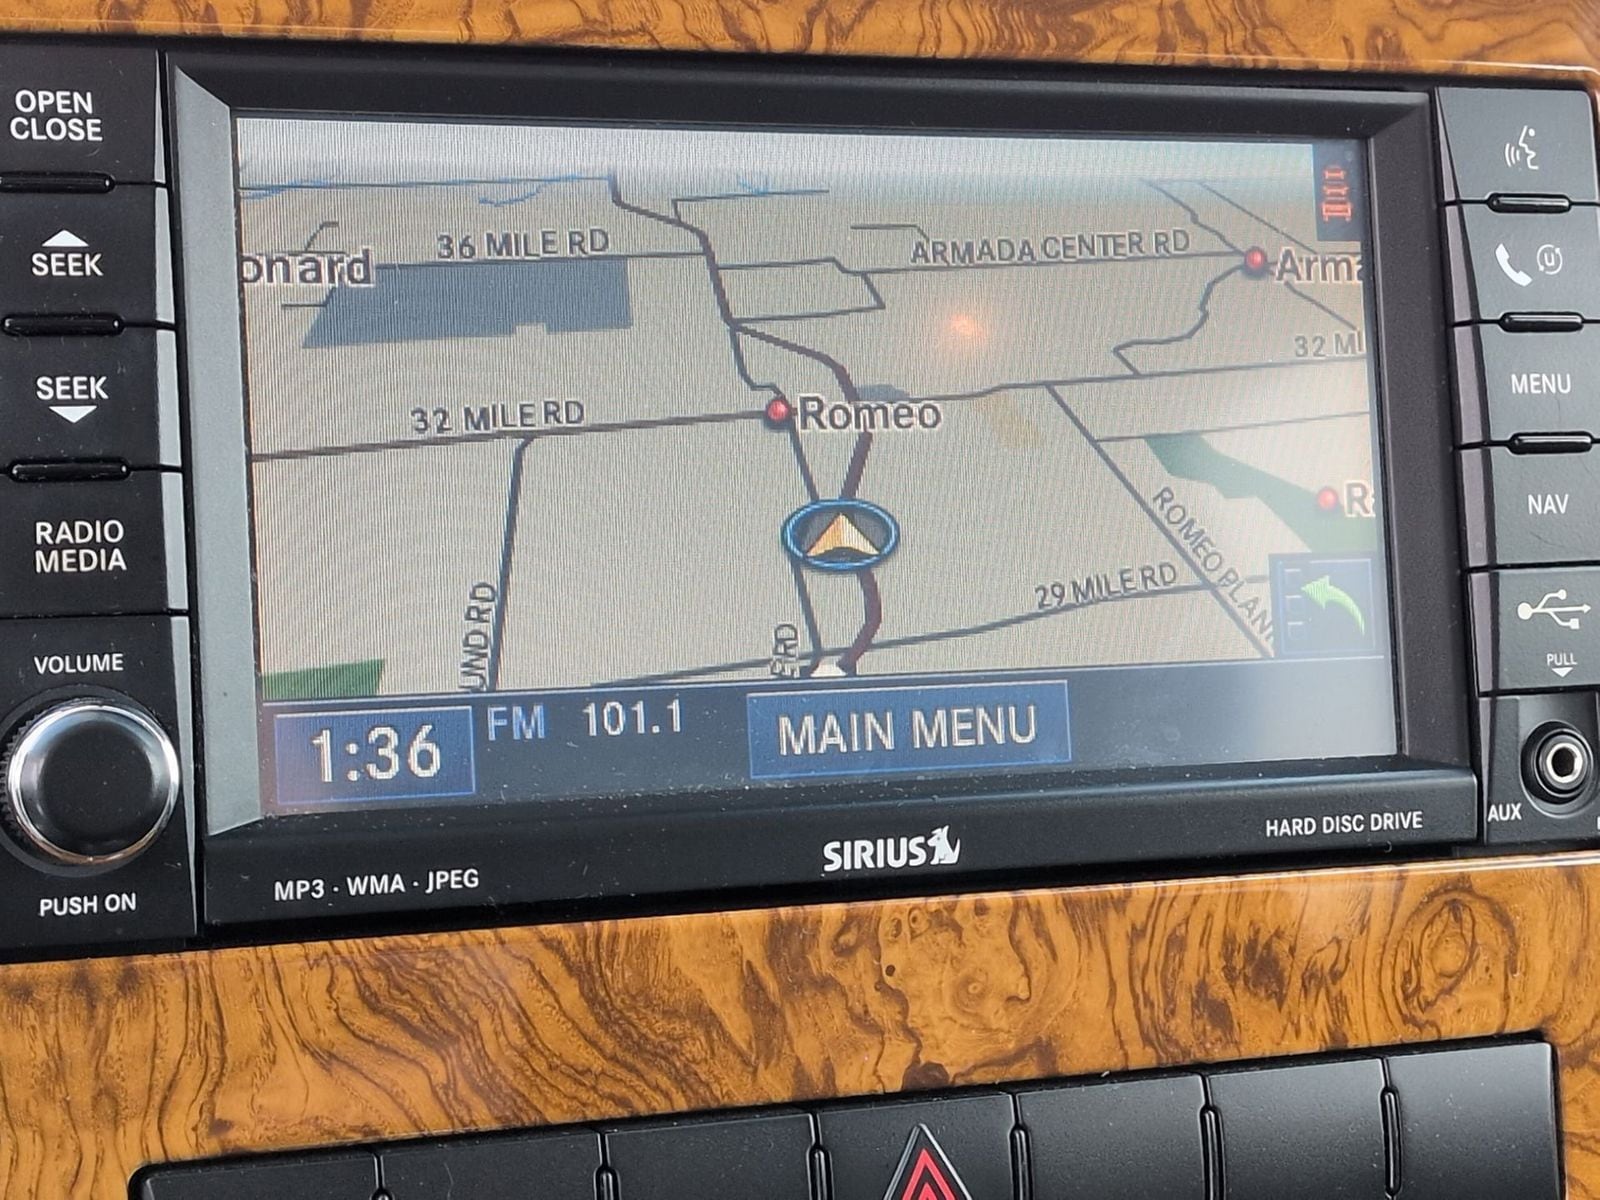 OPEN
CLOSE
SEEK
SEEK
RADIO
MEDIA
VOLUME
PUSH ON
36 MILE RD
ARMADA CENTER RD
onard
Arma
32 MI
32 MILE RD
Romeo
ROMEO PLAN
R
29 MILE RD
UND RD
RD
1:36
FM 101.1
MAIN MENU
MP3 · WMA · JPEG
SIRIUS
HARD DISC DRIVE
U
MENU
NAV
PULL
AUX